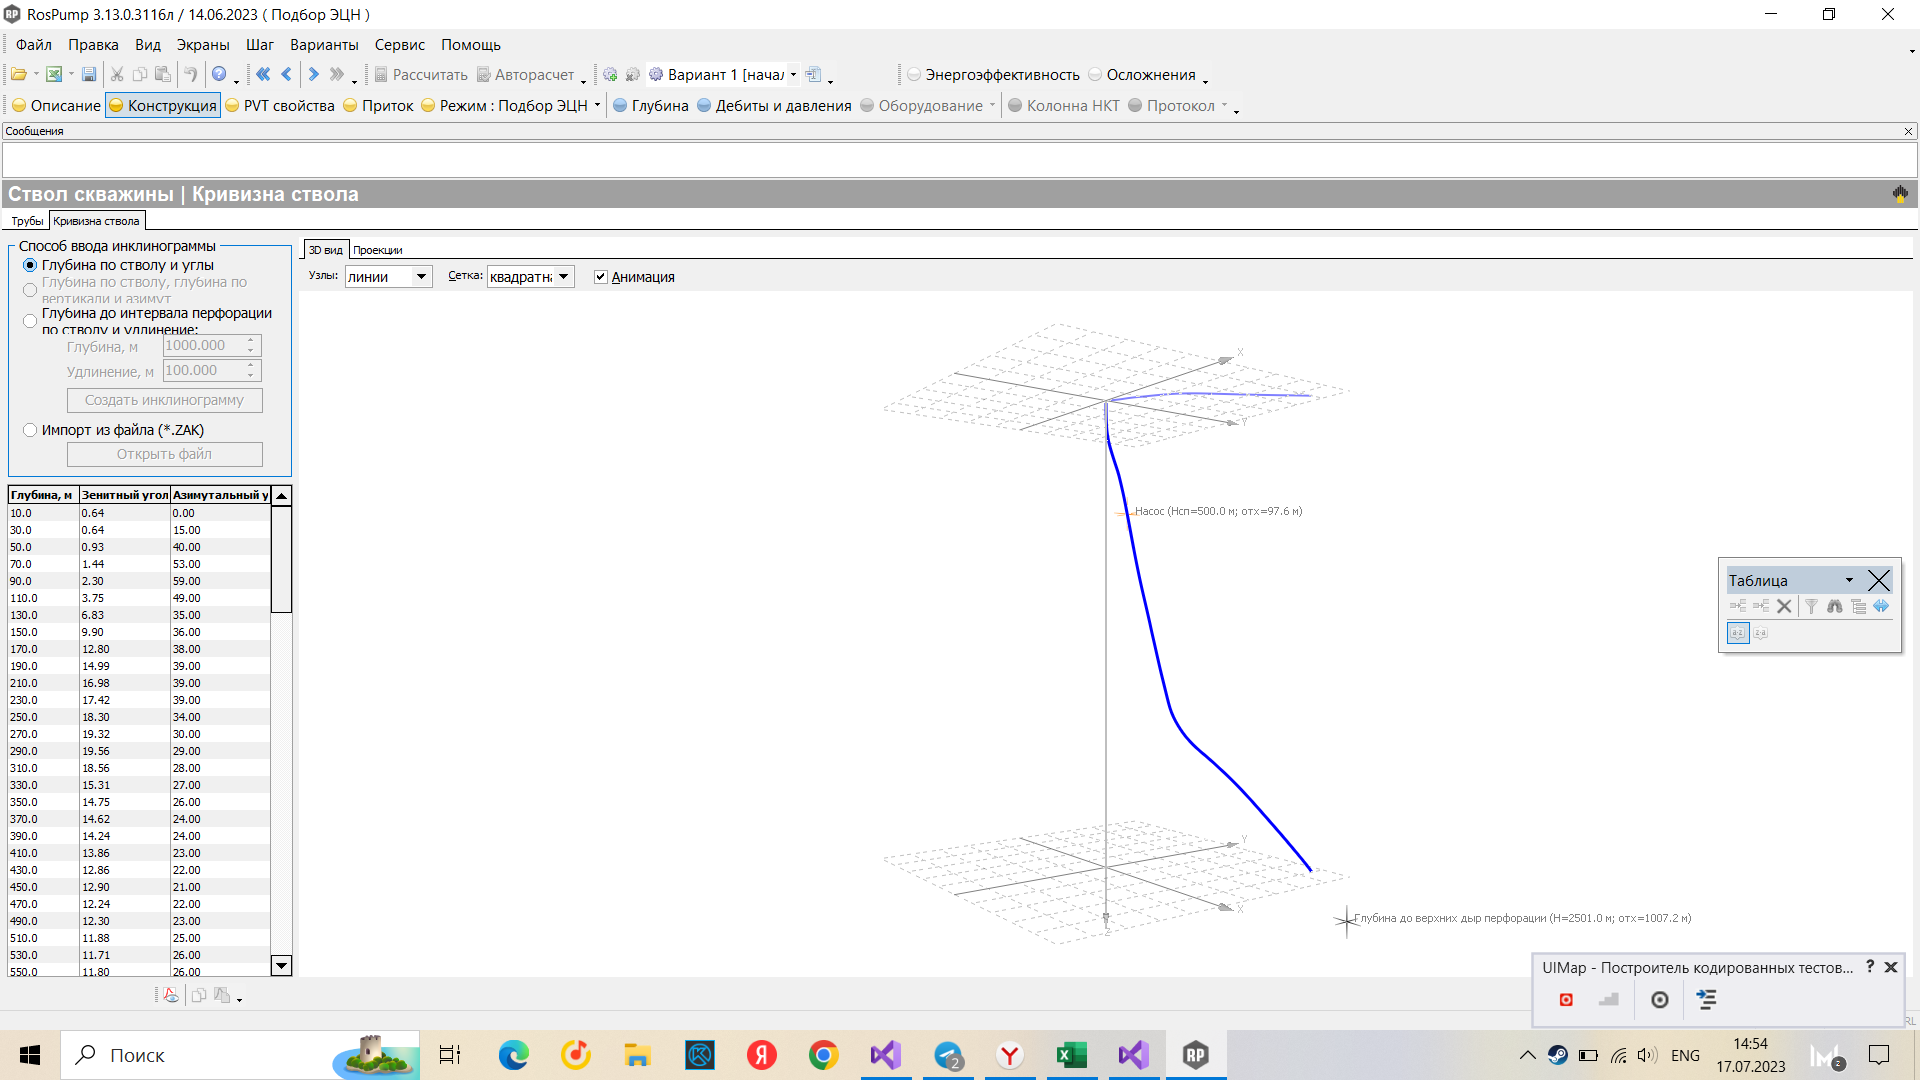 RosPump 3.13.0.3116л / 14.06.2023 ( Подбор ЭЦН )
Файл Правка Вид Экраны Шаг Варианты Сервис Помощь
Рассчитать Авторасчет Вариант 1 [начал Энергоэффективность Осложнения
Описание Конструкция PVT свойства Приток Режим : Подбор ЭЦН Глубина Дебиты и давления Оборудование Колонна НКТ Протокол
Сообщения
Ствол скважины | Кривизна ствола
Трубы Кривизна ствола
Способ ввода инклинограммы
Глубина по стволу и углы
Глубина по стволу, глубина по
вертикали и азимут
Глубина до интервала перфорации
по стволу и удлинение:
Глубина, м 1000.000
Удлинение, м 100.000
Создать инклинограмму
Импорт из файла (*.ZAK)
Открыть файл
Глубина, м Зенитный угол Азимутальный у
10.0 0.64 0.00
30.0 0.64 15.00
50.0 0.93 40.00
70.0 1.44 53.00
90.0 2.30 59.00
110.0 3.75 49.00
130.0 6.83 35.00
150.0 9.90 36.00
170.0 12.80 38.00
190.0 14.99 39.00
210.0 16.98 39.00
230.0 17.42 39.00
250.0 18.30 34.00
270.0 19.32 30.00
290.0 19.56 29.00
310.0 18.56 28.00
330.0 15.31 27.00
350.0 14.75 26.00
370.0 14.62 24.00
390.0 14.24 24.00
410.0 13.86 23.00
430.0 12.86 22.00
450.0 12.90 21.00
470.0 12.24 22.00
490.0 12.30 23.00
510.0 11.88 25.00
530.0 11.71 26.00
550.0 11.80 26.00
3D вид Проекции
Узлы: линии Сетка: квадратна Анимация
X
Y
Насос (Нсп=500.0 м; отх=97.6 м)
Y
X
Z
Глубина до верхних дыр перфорации (Н=2501.0 м; отх=1007.2 м)
Таблица
a-z z-a
UIMap - Построитель кодированных тестов... ?
RL
Поиск
2
RP
ENG
14:54
17.07.2023
2